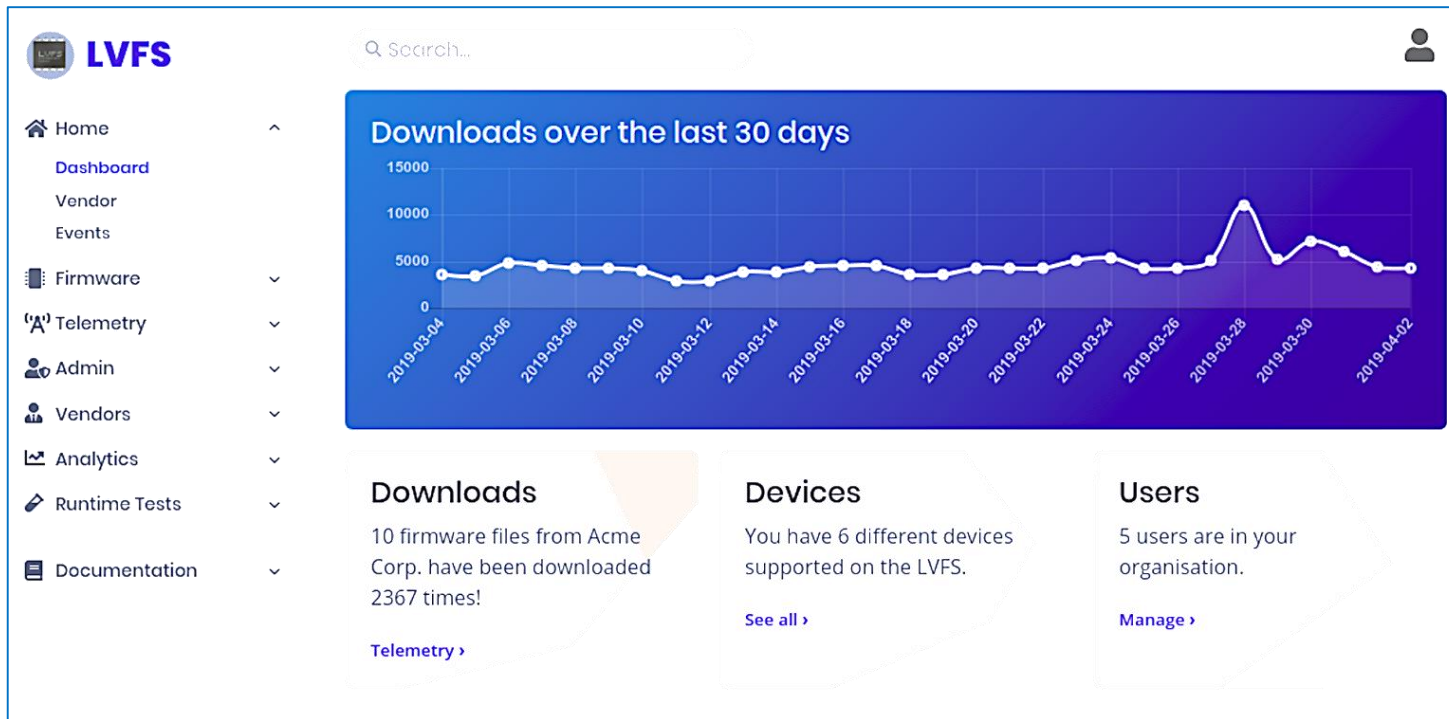 LVFS
Search...
Home
Dashboard
Vendor
Events
Firmware
Telemetry
Admin
Vendors
Analytics
Runtime Tests
Documentation
Downloads over the last 30 days
15000
10000
5000
0
2019-03-04
2019-03-06
2019-03-08
2019-03-10
2019-03-12
2019-03-14
2019-03-16
2019-03-18
2019-03-20
2019-03-22
2019-03-24
2019-03-26
2019-03-28
2019-03-30
2019-04-02
Downloads
10 firmware files from Acme
Corp. have been downloaded
2367 times!
Telemetry ›
Devices
You have 6 different devices
supported on the LVFS.
See all ›
Users
5 users are in your
organisation.
Manage ›